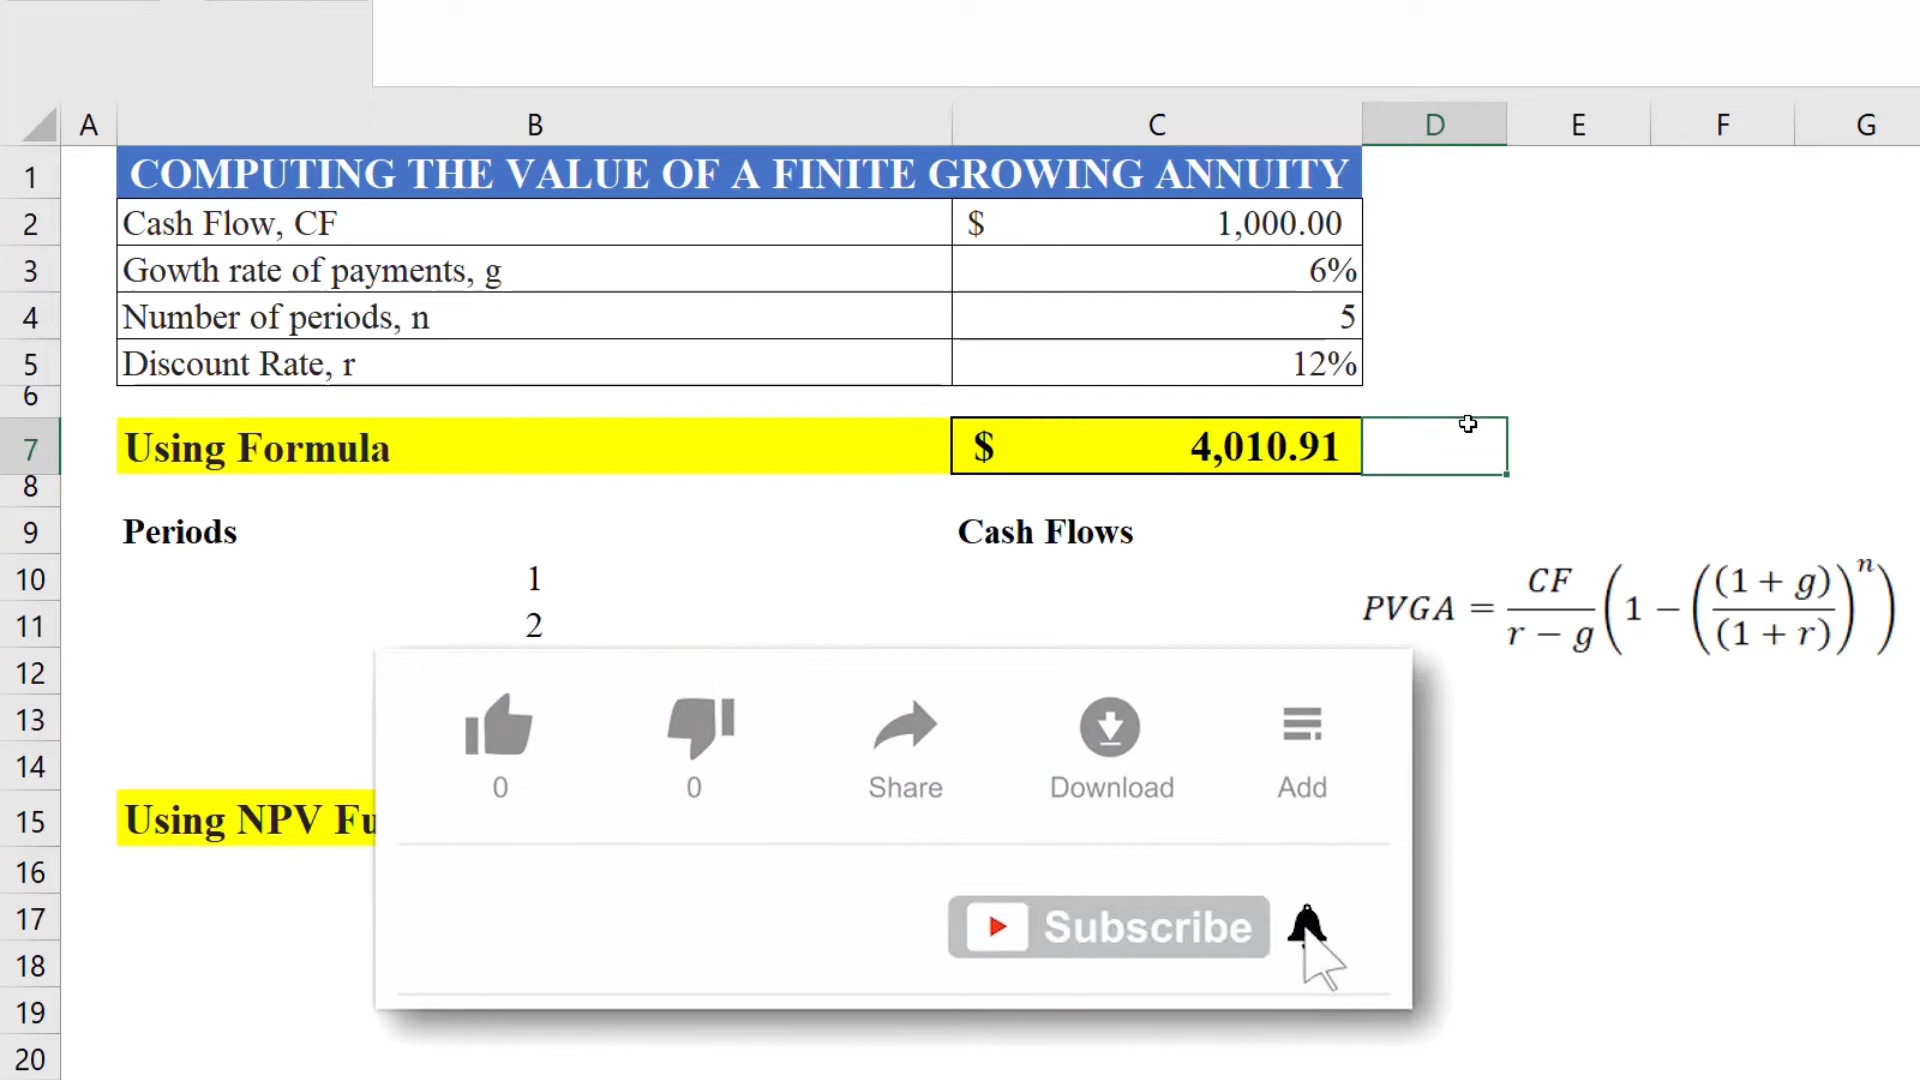 A B C D E F G
1 COMPUTING THE VALUE OF A FINITE GROWING ANNUITY
2 Cash Flow, CF $ 1,000.00
3 Gowth rate of payments, g 6%
4 Number of periods, n 5
5 Discount Rate, r 12%
6
7 Using Formula $ 4,010.91
8
9 Periods Cash Flows
10 1
11 2
PVGA = CF / (r − g) (1 − ((1 + g) / (1 + r))^n)
12
13
14
0 0 Share Download Add
15 Using NPV
16
17 Subscribe
18
19
20